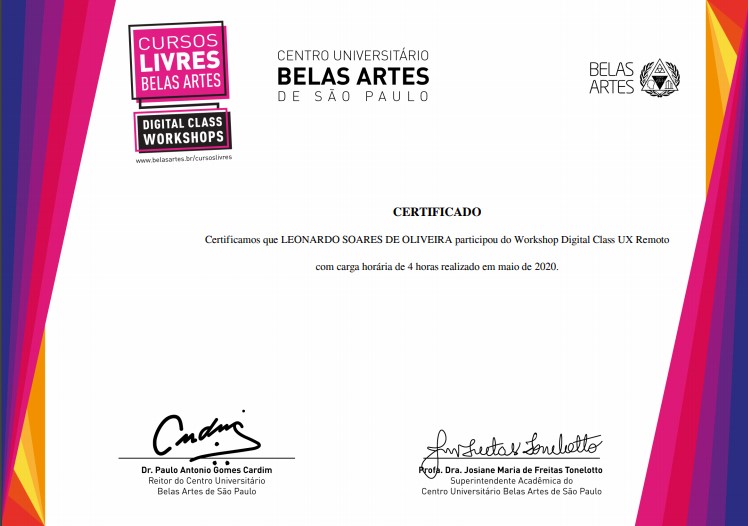 CURSOS
LIVRES
BELAS ARTES
DIGITAL CLASS
WORKSHOPS
www.belasartes.br/cursoslivres
CENTRO UNIVERSITÁRIO
BELAS ARTES
DE SÃO PAULO
BELAS
ARTES
CERTIFICADO
Certificamos que LEONARDO SOARES DE OLIVEIRA participou do Workshop Digital Class UX Remoto
com carga horária de 4 horas realizado em maio de 2020.
Dr. Paulo Antonio Gomes Cardim
Reitor do Centro Universitário
Belas Artes de São Paulo
Profa. Dra. Josiane Maria de Freitas Tonelotto
Superintendente Acadêmica do
Centro Universitário Belas Artes de São Paulo